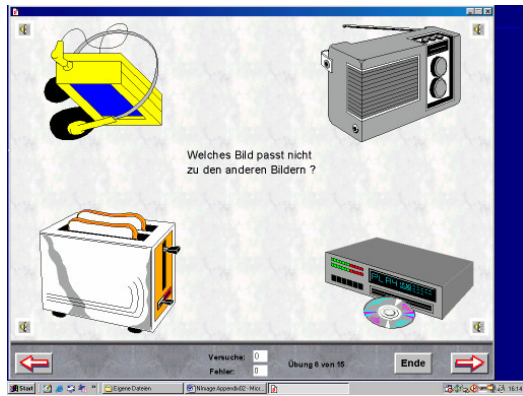 PLAY
Welches Bild passt nicht
zu den anderen Bildern ?
Versuche: 0
Fehler: 0
Übung 6 von 15
Ende
Start
Eigene Dateien
16:14